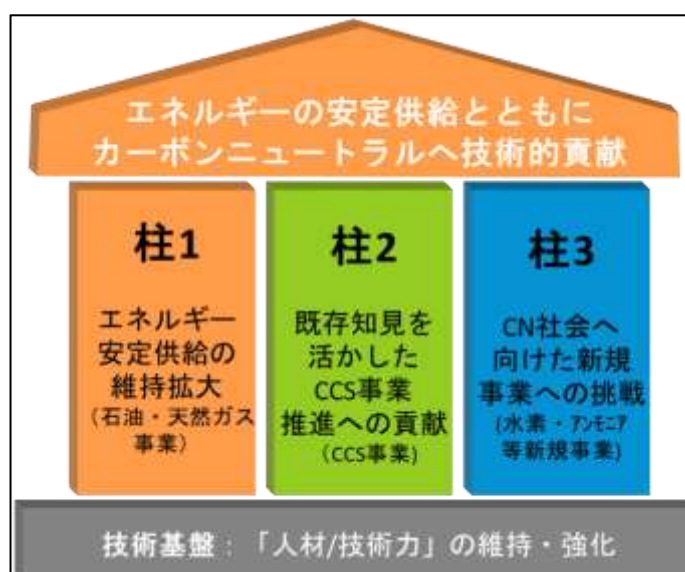 エネルギーの安定供給とともに
カーボンニュートラルへ技術的貢献
柱1
エネルギー
安定供給の
維持拡大
（石油・天然ガス
事業）
柱2
既存知見を
活かした
CCS事業
推進への貢献
（CCS事業)
柱3
CN社会へ
向けた新規
事業への挑戦
(水素・ｱﾝﾓﾆｱ
等新規事業)
技術基盤：「人材/技術力」の維持・強化